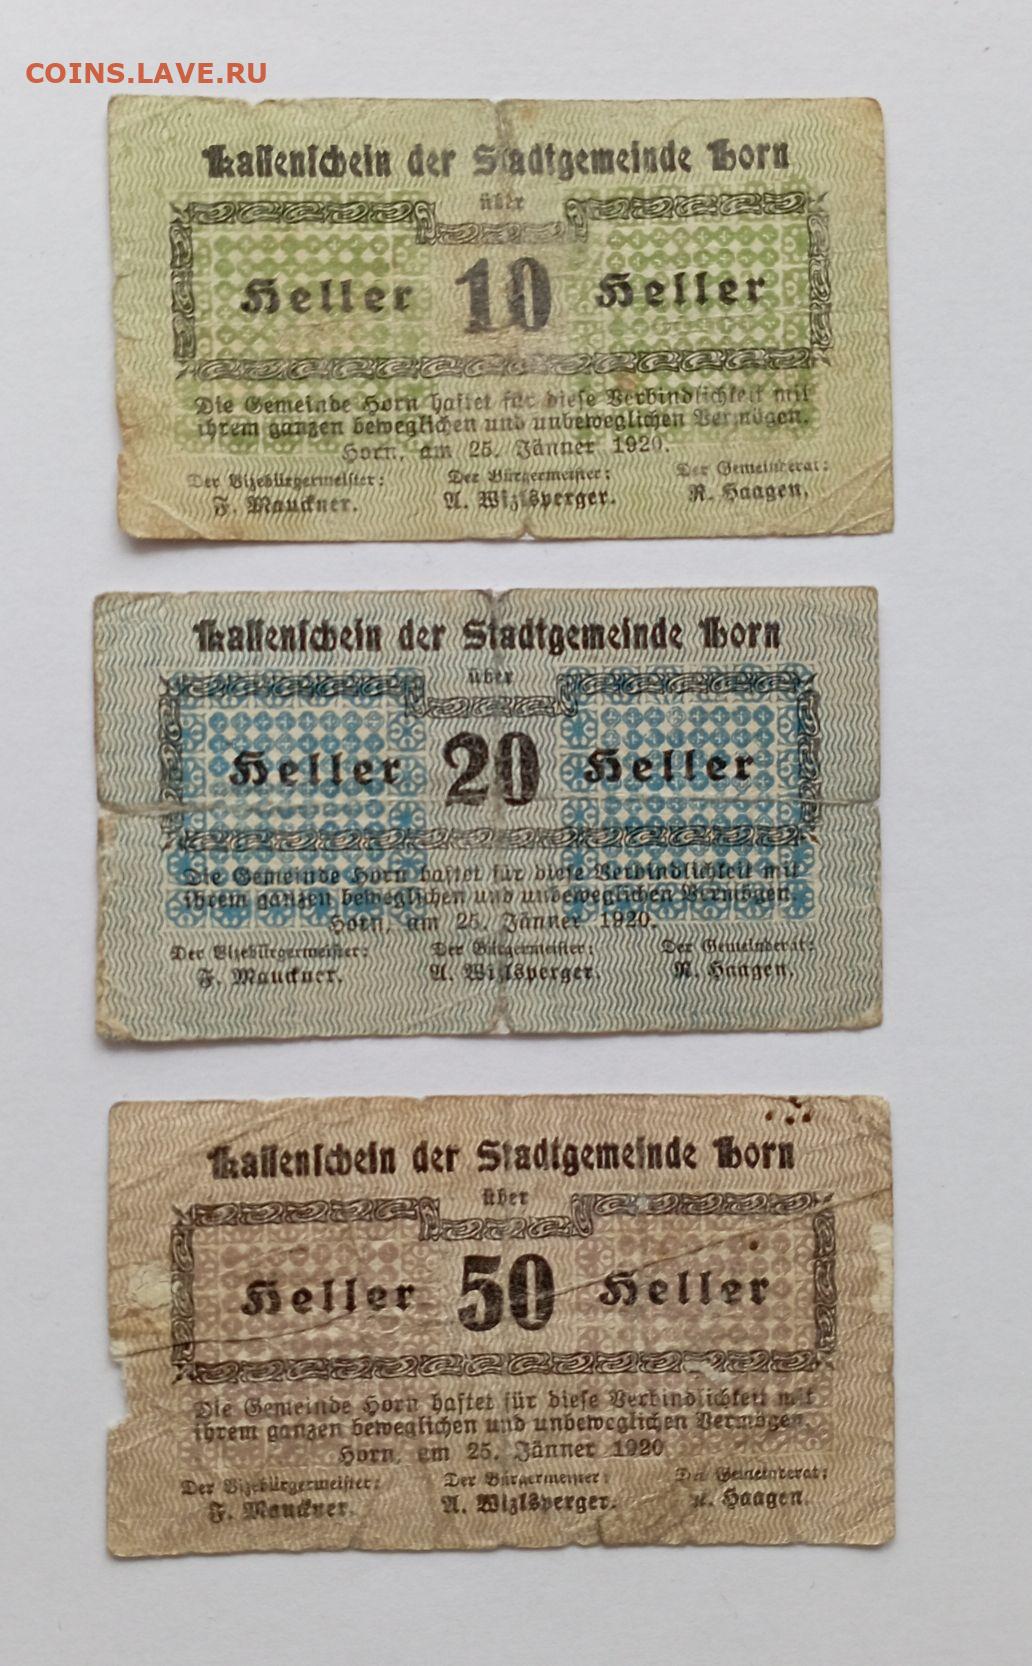 COINS.LAVE.RU
Kassenschein der Stadtgemeinde Horn
über
Heller 10 Heller
Die Gemeinde Horn haftet für diese Verbindlichkeit mit
ihrem ganzen beweglichen und unbeweglichen Vermögen.
Horn, am 25. Jänner 1920.
Der Vizebürgermeister: Der Bürgermeister: Der Gemeinderat:
F. Mauckner. A. Wizlsperger. R. Haagen.
Kassenschein der Stadtgemeinde Horn
über
Heller 20 Heller
Die Gemeinde Horn haftet für diese Verbindlichkeit mit
ihrem ganzen beweglichen und unbeweglichen Vermögen.
Horn, am 25. Jänner 1920.
Der Vizebürgermeister: Der Bürgermeister: Der Gemeinderat:
F. Mauckner. A. Wizlsperger. R. Haagen.
Kassenschein der Stadtgemeinde Horn
über
Heller 50 Heller
Die Gemeinde Horn haftet für diese Verbindlichkeit mit
ihrem ganzen beweglichen und unbeweglichen Vermögen.
Horn, am 25. Jänner 1920
Der Vizebürgermeister: Der Bürgermeister: Der Gemeinderat:
F. Mauckner. A. Wizlsperger. R. Haagen.